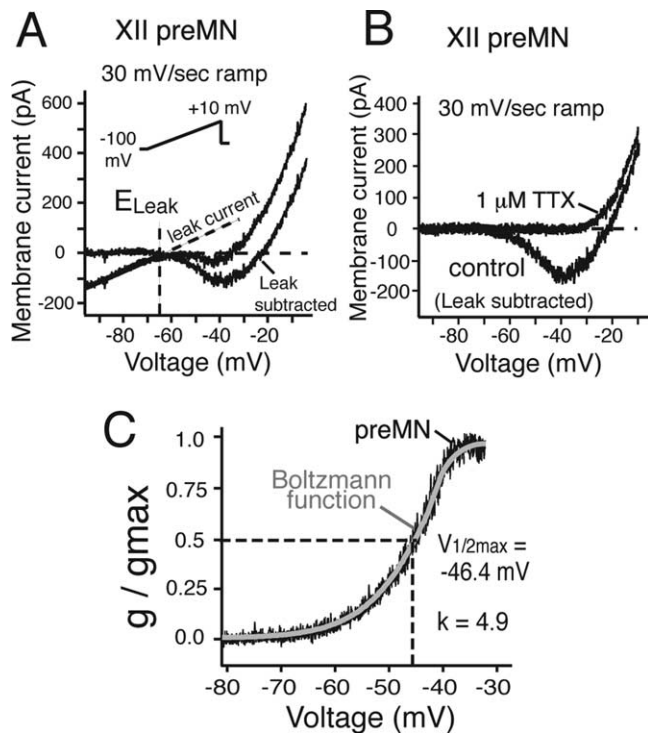 A
XII preMN
30 mV/sec ramp
Membrane current (pA)
600
400
200
0
-200
+10 mV
-100
mV
ELeak
leak current
Leak
subtracted
-80
-60
-40
-20
Voltage (mV)
B
XII preMN
30 mV/sec ramp
Membrane current (pA)
400
300
200
100
0
-100
-200
1 μM TTX
control
(Leak subtracted)
-80
-60
-40
-20
Voltage (mV)
C
g / gmax
1.0
0.75
0.5
0.25
0.0
preMN
Boltzmann
function
V1/2max =
-46.4 mV
k = 4.9
-80
-70
-60
-50
-40
-30
Voltage (mV)